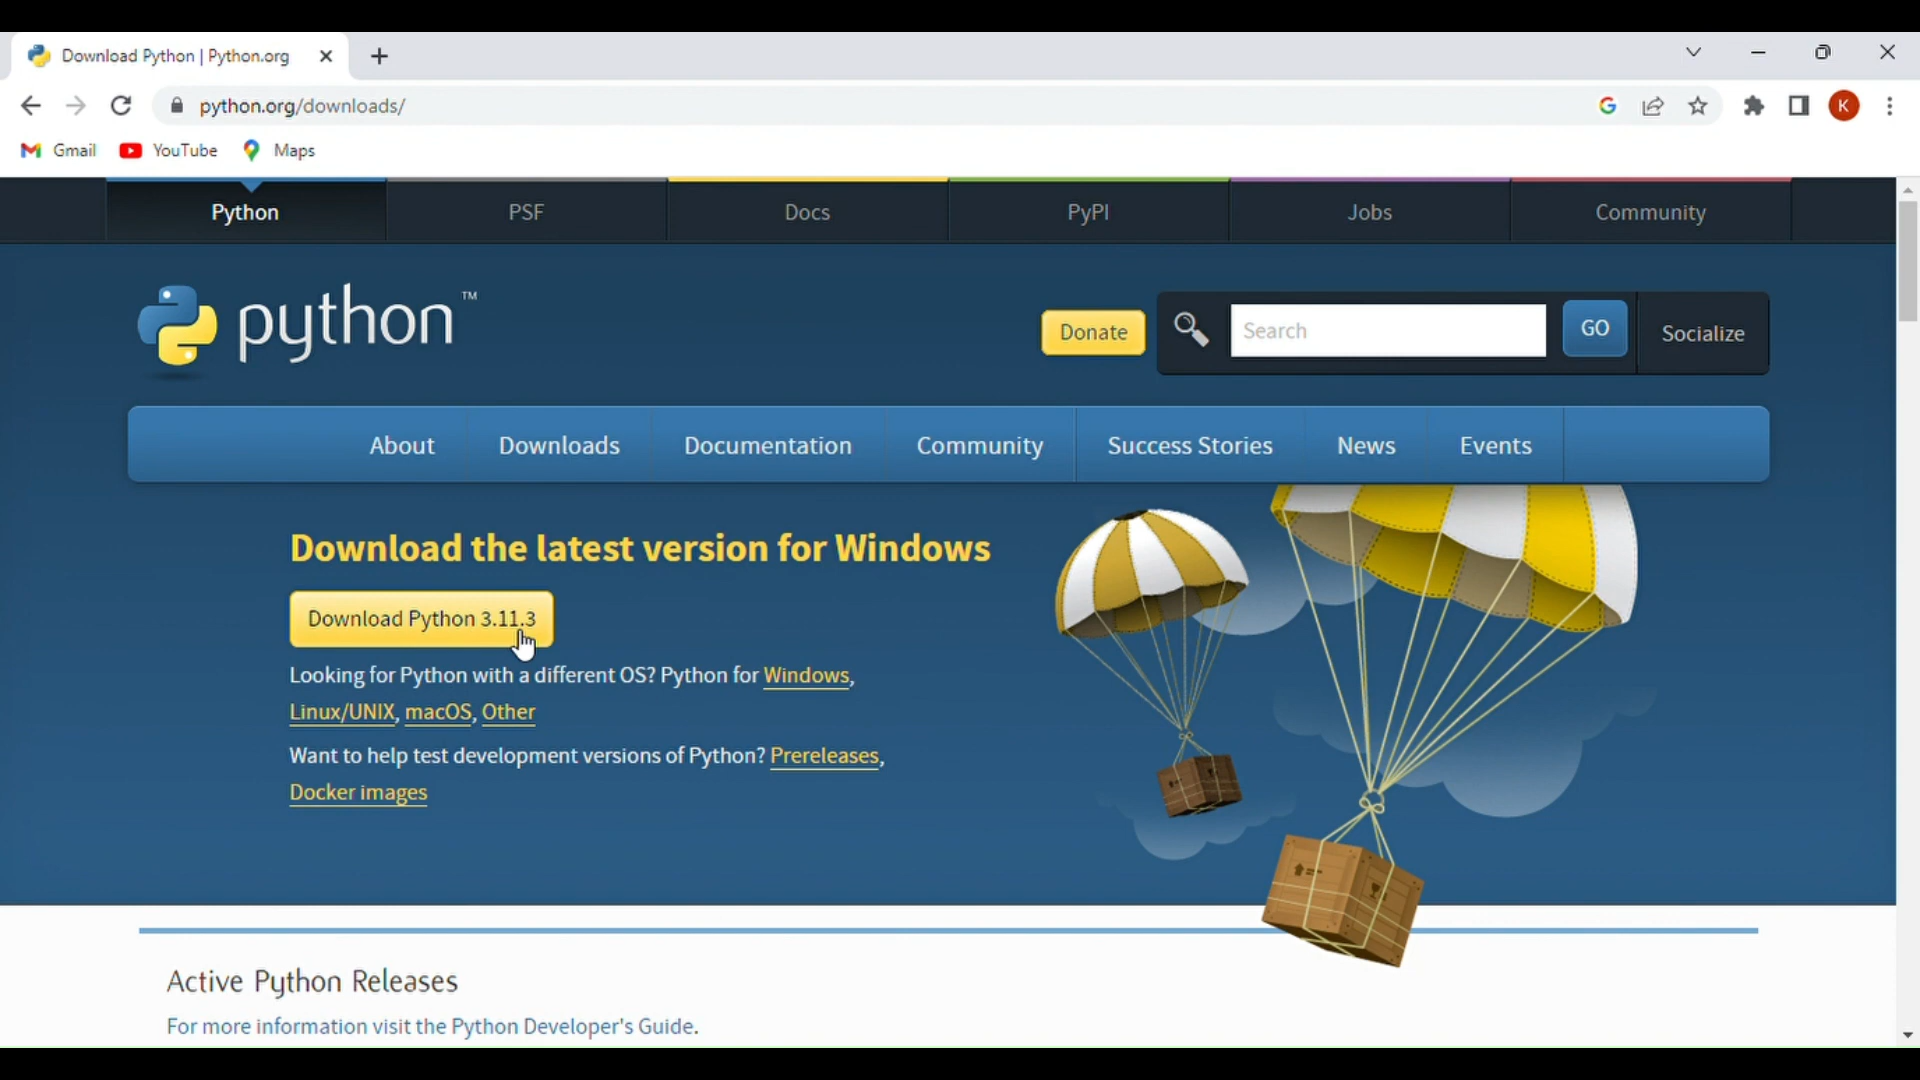 Download Python | Python.org
python.org/downloads/
K
Gmail YouTube Maps
Python PSF Docs PyPI Jobs Community
python™
Donate Search GO Socialize
About Downloads Documentation Community Success Stories News Events
Download the latest version for Windows
Download Python 3.11.3
Looking for Python with a different OS? Python for Windows,
Linux/UNIX, macOS, Other
Want to help test development versions of Python? Prereleases,
Docker images
Active Python Releases
For more information visit the Python Developer's Guide.